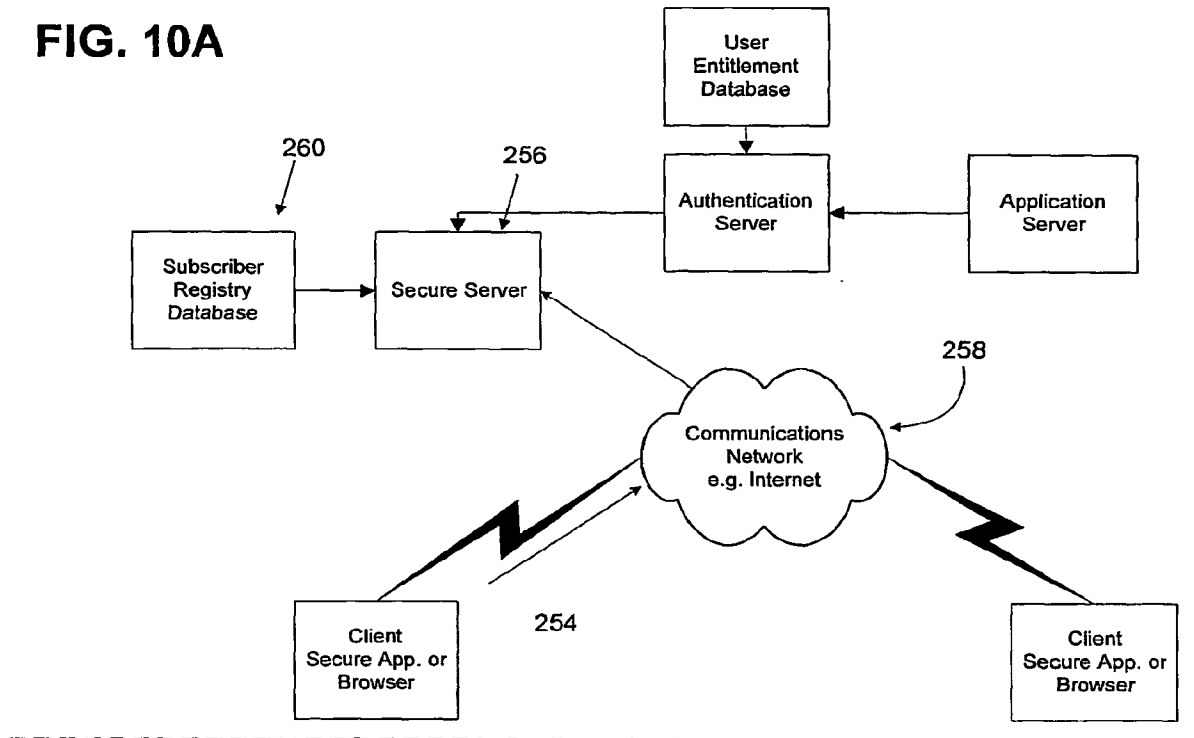 FIG. 10A
User
Entitlement
Database
260
256
Authentication
Server
Application
Server
Subscriber
Registry
Database
Secure Server
258
Communications
Network
e.g. Internet
254
Client
Secure App. or
Browser
Client
Secure App. or
Browser